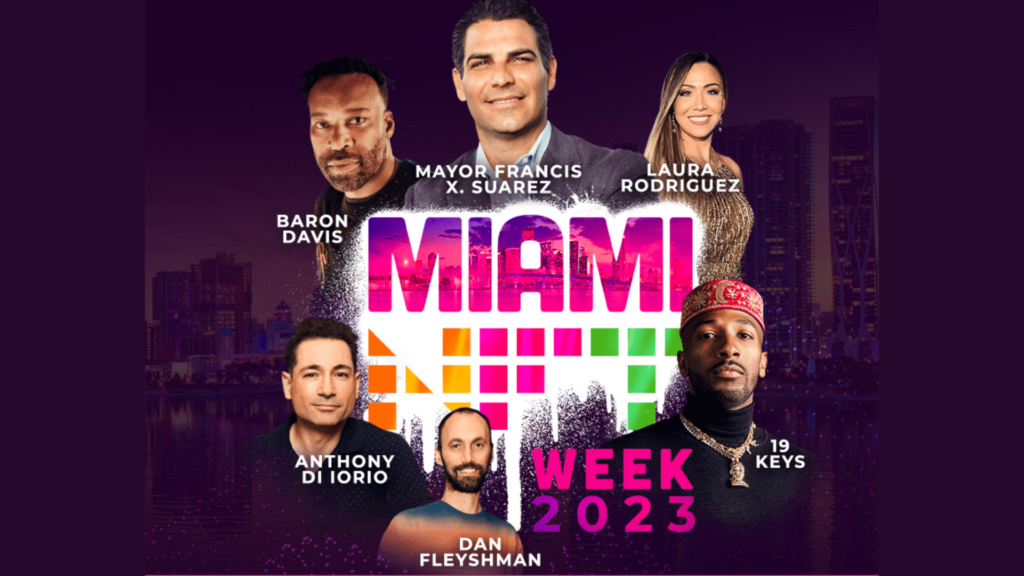 MAYOR FRANCIS
X. SUAREZ
LAURA
RODRIGUEZ
BARON
DAVIS
MIAMI
NFT
WEEK
2023
ANTHONY
DI IORIO
19
KEYS
DAN
FLEYSHMAN